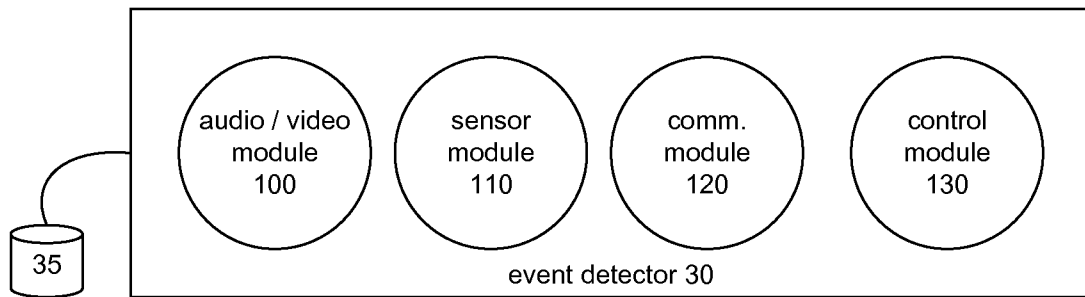 audio / video
module
100
sensor
module
110
comm.
module
120
control
module
130
35
event detector 30